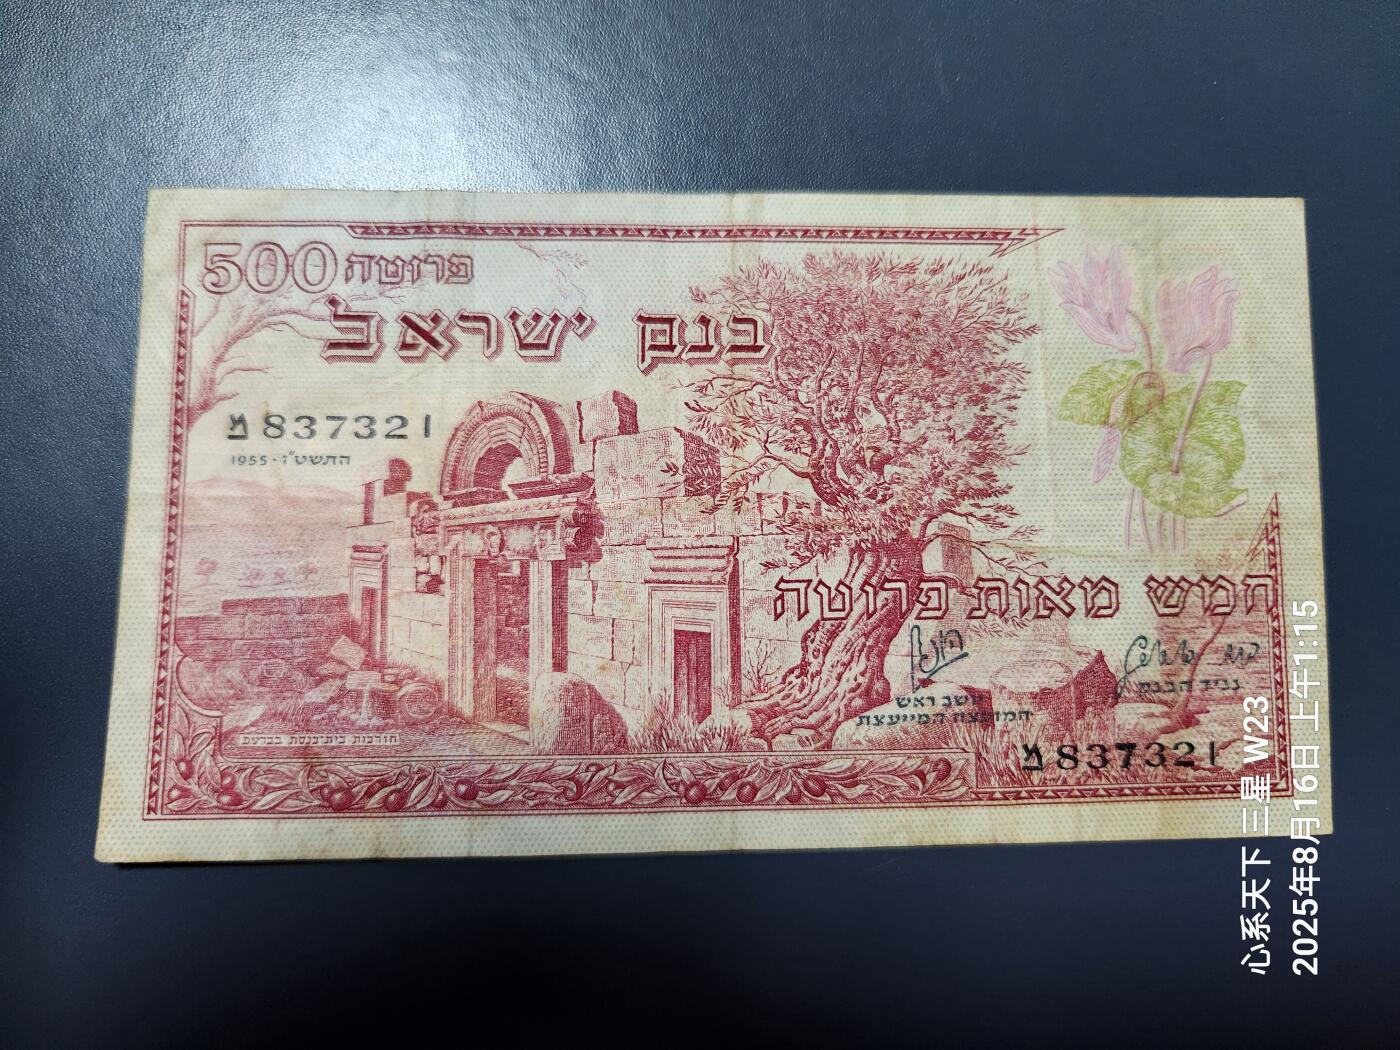 500 פרוטה
בנק ישראל
מ 837321
התשט"ו - 1955
חמש מאות פרוטה
יושב ראש
המועצה המייעצת
נגיד הבנק
חורבות בית-כנסת בברעם
מ 837321
心系天下 三星 W23
2025年8月16日 上午1:15